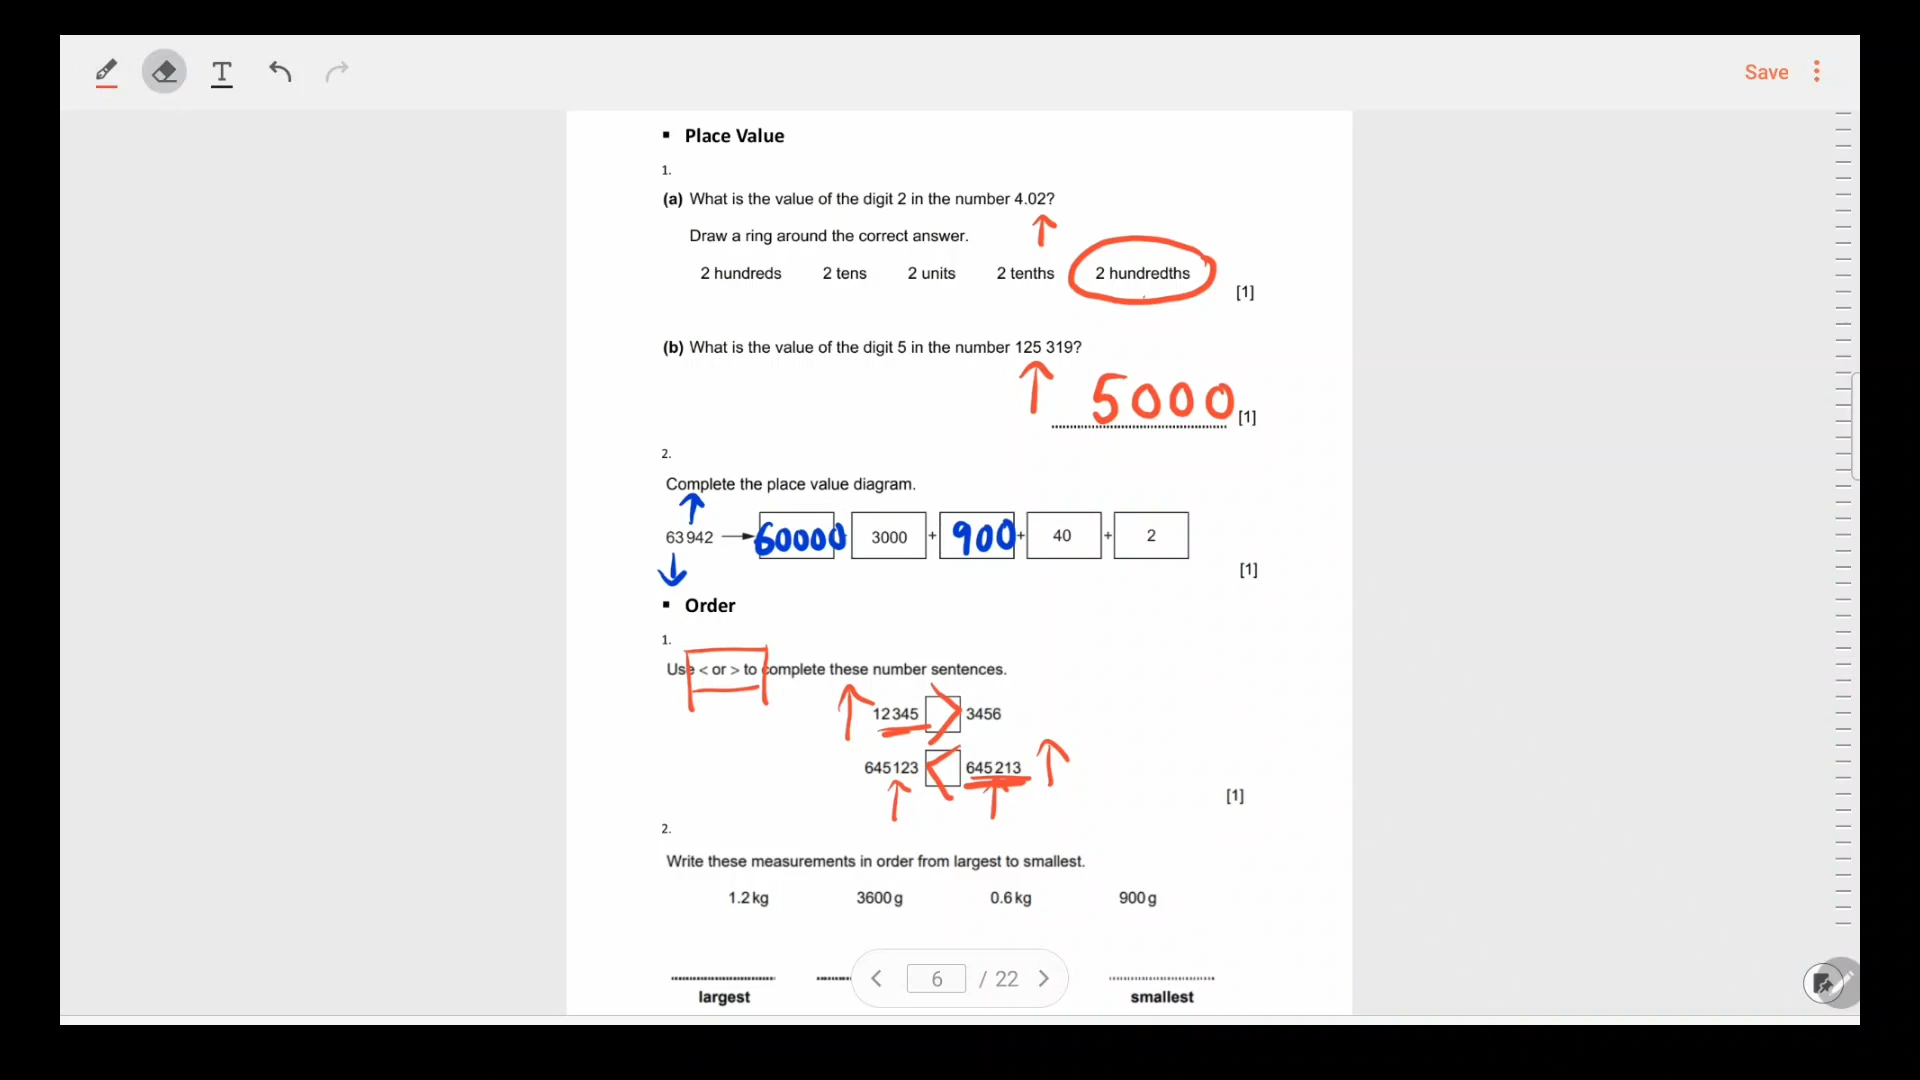 T
Save
▪ Place Value
1.
(a) What is the value of the digit 2 in the number 4.02?
Draw a ring around the correct answer.
2 hundreds 2 tens 2 units 2 tenths 2 hundredths
[1]
(b) What is the value of the digit 5 in the number 125 319?
5000
[1]
2.
Complete the place value diagram.
63 942 60000 3000 + 900 + 40 + 2
[1]
▪ Order
1.
Use < or > to complete these number sentences.
12 345 > 3456
645 123 < 645 213
[1]
2.
Write these measurements in order from largest to smallest.
1.2 kg 3600 g 0.6 kg 900 g
6 / 22
largest smallest